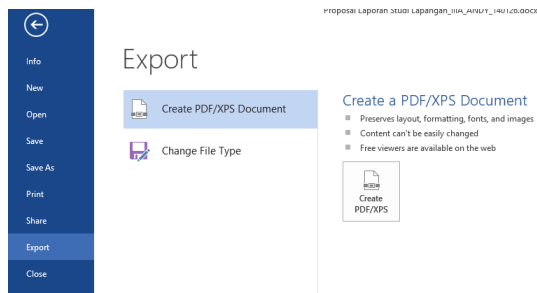 Proposal Laporan Studi Lapangan_IIIA_ANDY_140126.docx
Info
New
Open
Save
Save As
Print
Share
Export
Close
Export
Create PDF/XPS Document
Change File Type
Create a PDF/XPS Document
Preserves layout, formatting, fonts, and images
Content can't be easily changed
Free viewers are available on the web
Create
PDF/XPS